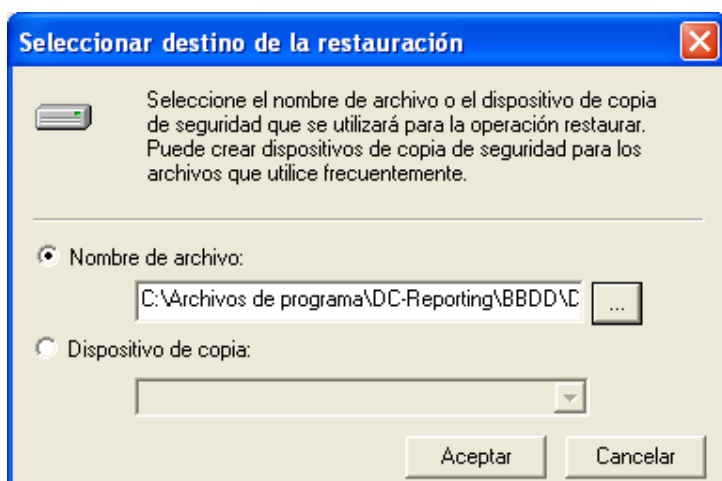 Seleccionar destino de la restauración
Seleccione el nombre de archivo o el dispositivo de copia
de seguridad que se utilizará para la operación restaurar.
Puede crear dispositivos de copia de seguridad para los
archivos que utilice frecuentemente.
Nombre de archivo:
C:\Archivos de programa\DC-Reporting\BBDD\D
...
Dispositivo de copia:
Aceptar
Cancelar